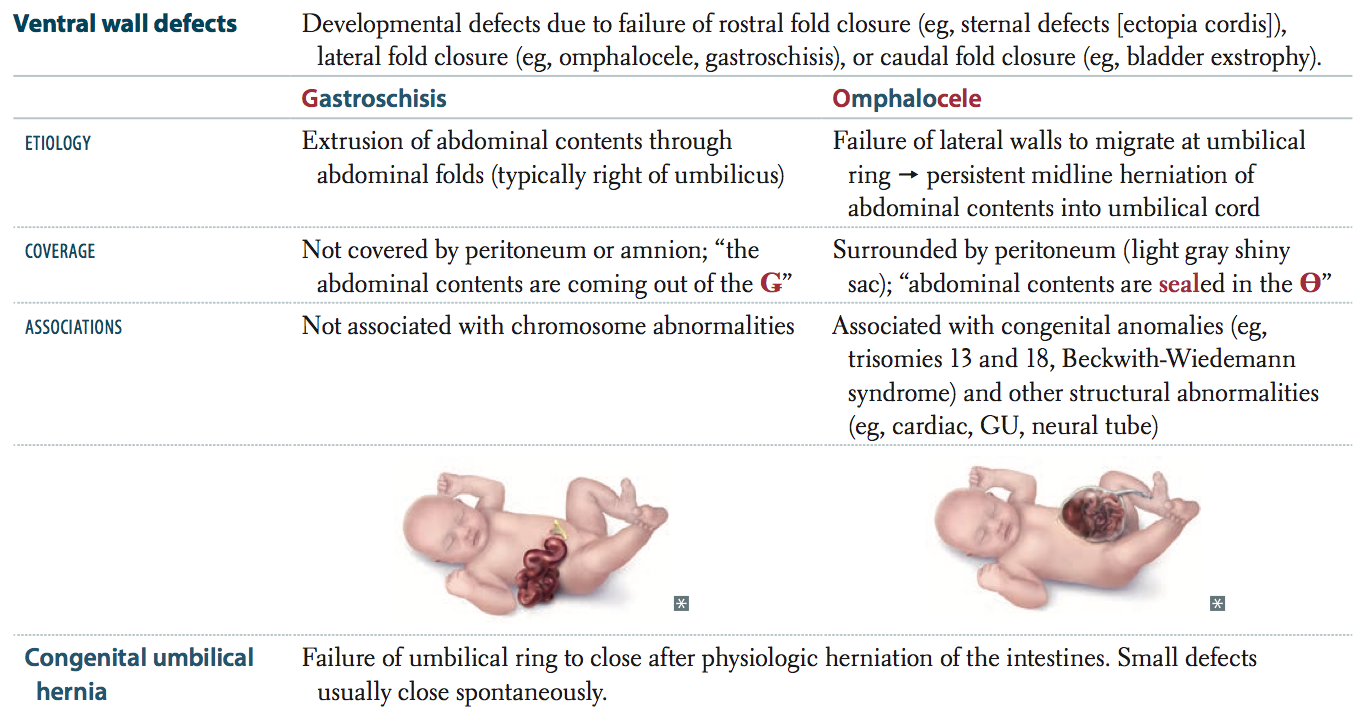 Ventral wall defects
Developmental defects due to failure of rostral fold closure (eg, sternal defects [ectopia cordis]),
lateral fold closure (eg, omphalocele, gastroschisis), or caudal fold closure (eg, bladder exstrophy).
Gastroschisis
Omphalocele
ETIOLOGY
Extrusion of abdominal contents through
abdominal folds (typically right of umbilicus)
Failure of lateral walls to migrate at umbilical
ring → persistent midline herniation of
abdominal contents into umbilical cord
COVERAGE
Not covered by peritoneum or amnion; “the
abdominal contents are coming out of the G”
Surrounded by peritoneum (light gray shiny
sac); “abdominal contents are sealed in the O”
ASSOCIATIONS
Not associated with chromosome abnormalities
Associated with congenital anomalies (eg,
trisomies 13 and 18, Beckwith-Wiedemann
syndrome) and other structural abnormalities
(eg, cardiac, GU, neural tube)
Congenital umbilical
hernia
Failure of umbilical ring to close after physiologic herniation of the intestines. Small defects
usually close spontaneously.